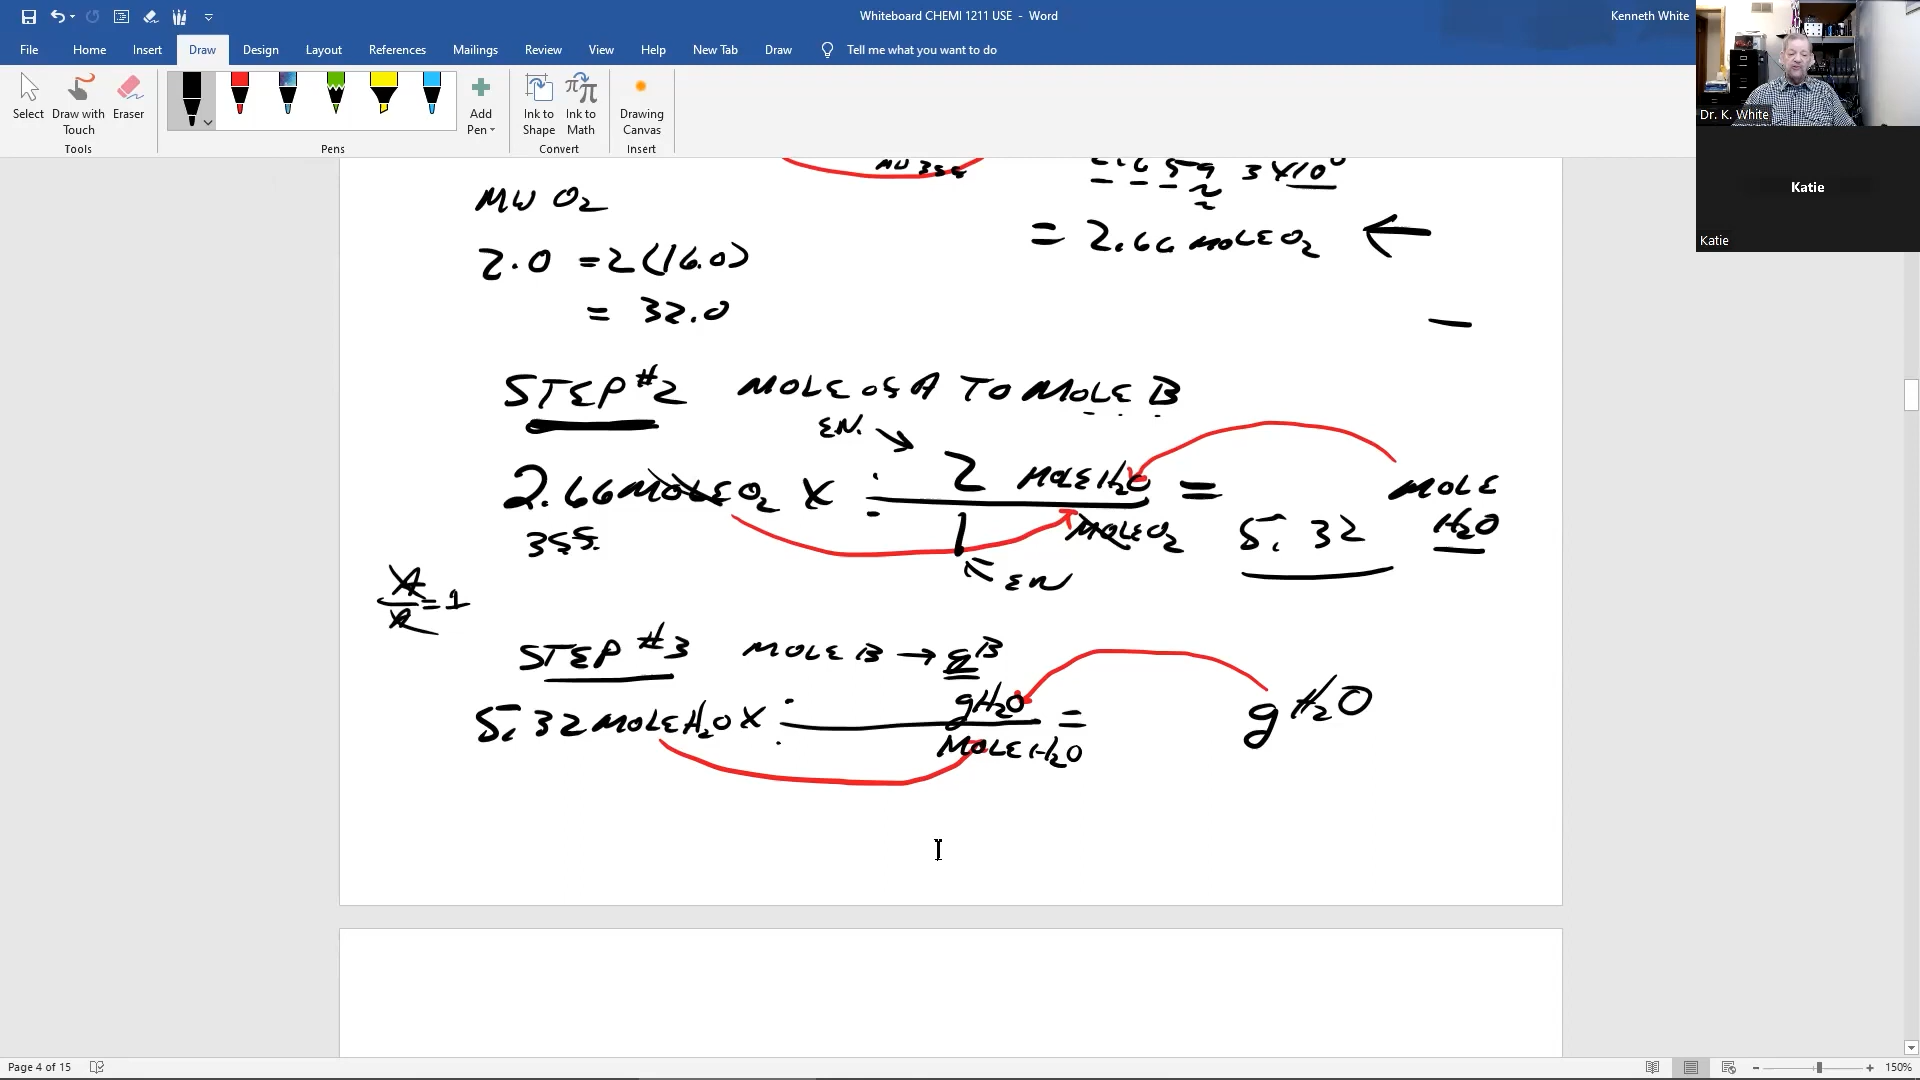 Whiteboard CHEMI 1211 USE - Word
Kenneth White
File Home Insert Draw Design Layout References Mailings Review View Help New Tab Draw Tell me what you want to do
Select Draw with Touch Eraser
Add Pen
Ink to Shape Ink to Math
Drawing Canvas
Tools Pens Convert Insert
Dr. K. White
Katie
Katie
MW O2
2.0 = 2(16.0)
= 32.0
= 2.66 MOLE O2 ←
STEP #2 MOLE OF A TO MOLE B
EN.
2.66 MOLE O2 X 2 MOLE H2O / 1 MOLE O2 = 5.32 MOLE H2O
3SF.
EN
A/A = 1
STEP #3 MOLE B → gB
5.32 MOLE H2O X gH2O / MOLE H2O = g H2O
Page 4 of 15
150%